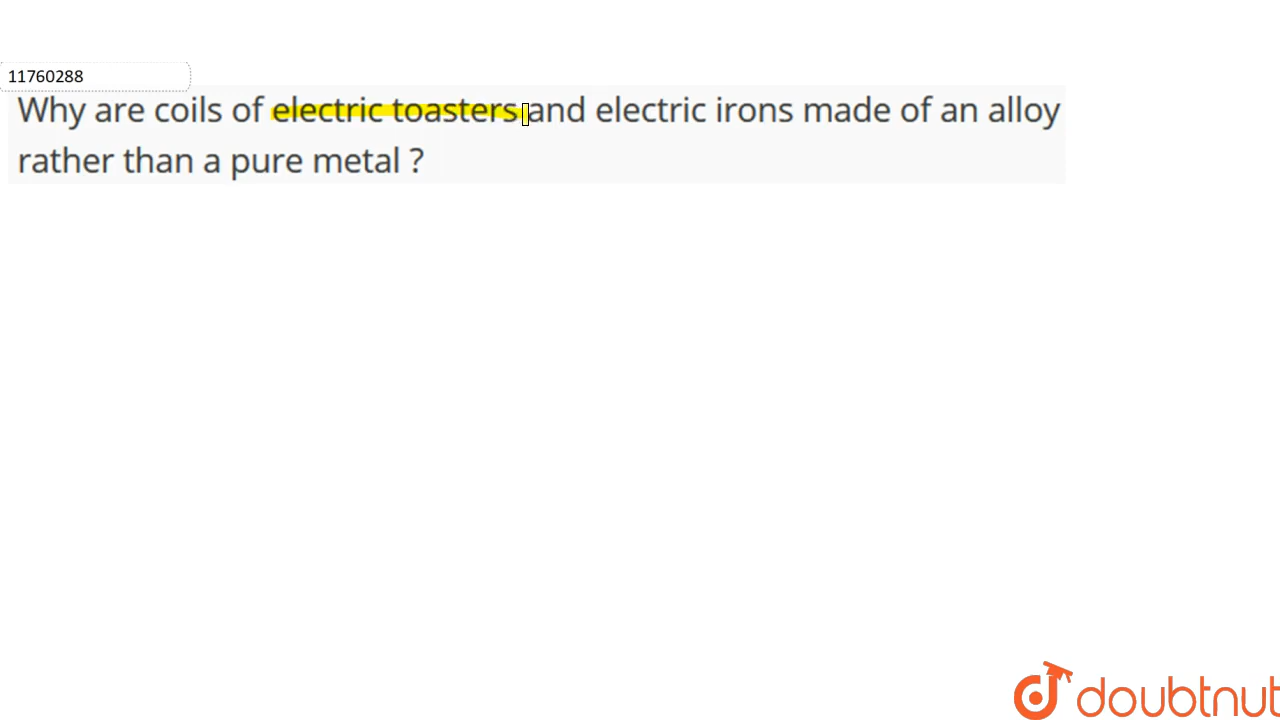 11760288
Why are coils of electric toasters and electric irons made of an alloy
rather than a pure metal ?
doubtnut